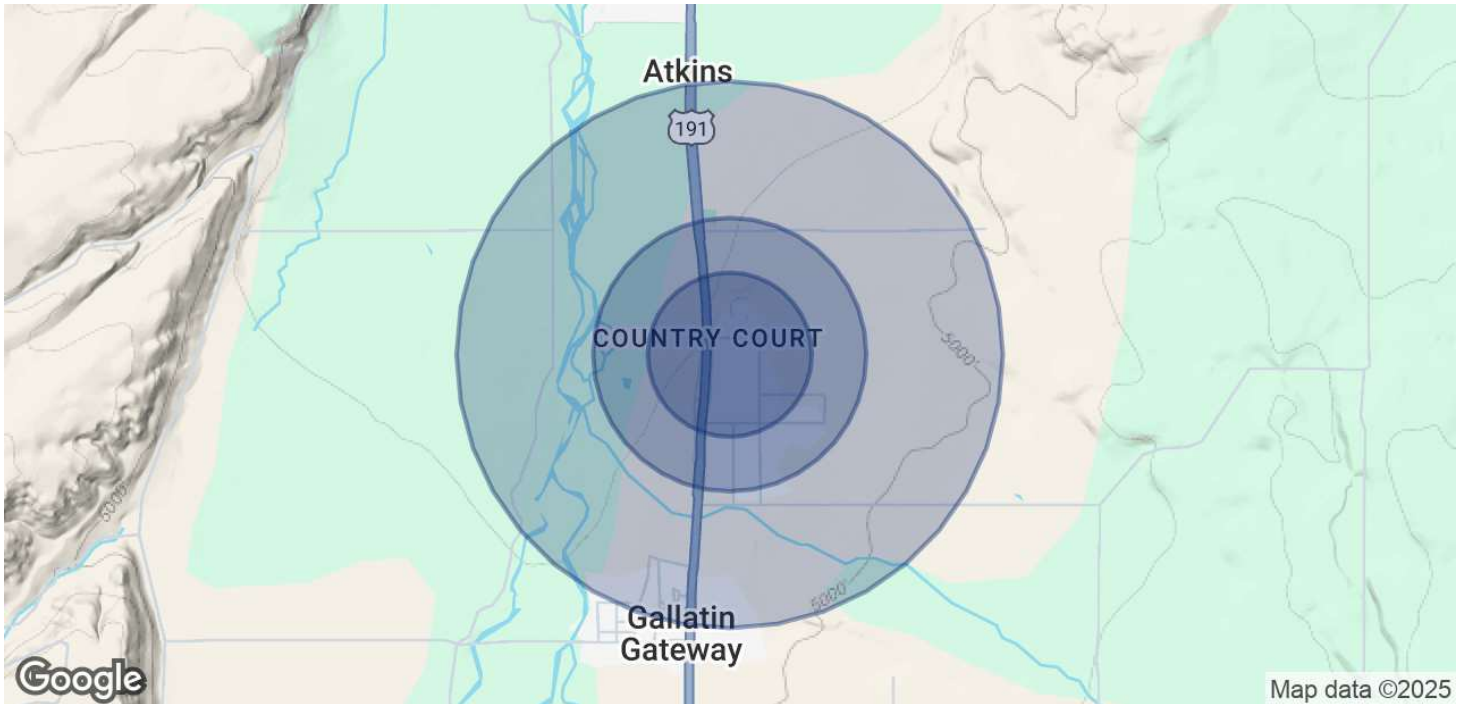 Atkins
191
COUNTRY COURT
5000'
5000'
5000'
Gallatin
Gateway
Google
Map data ©2025